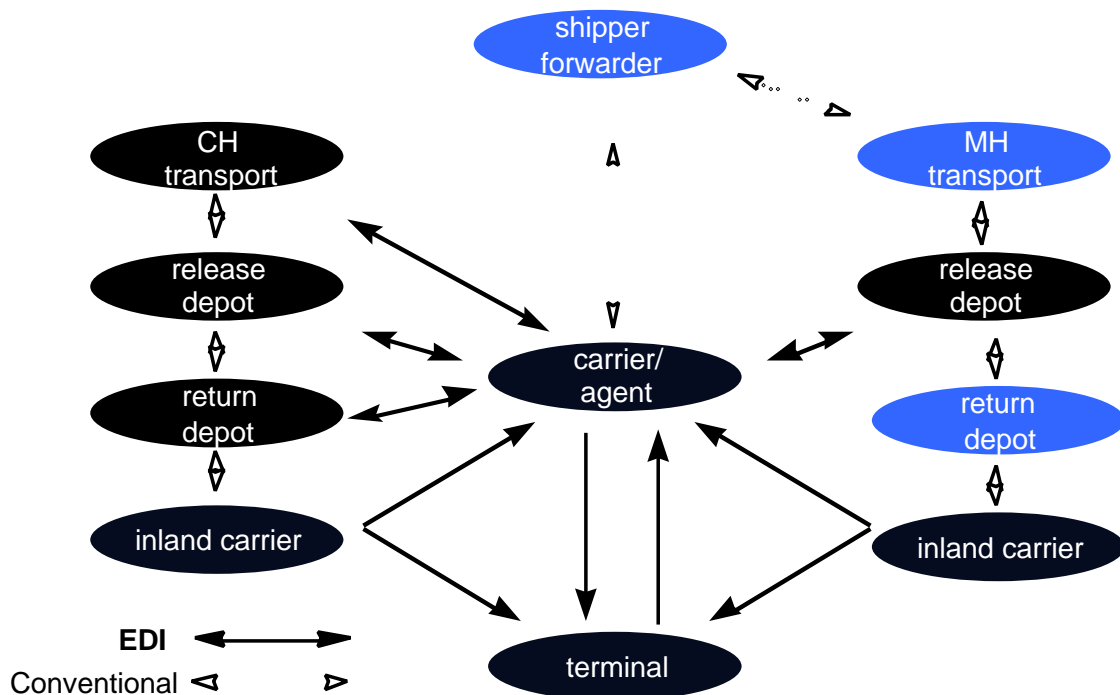 shipper
forwarder
CH
transport
MH
transport
release
depot
release
depot
carrier/
agent
return
depot
return
depot
inland carrier
inland carrier
EDI
terminal
Conventional